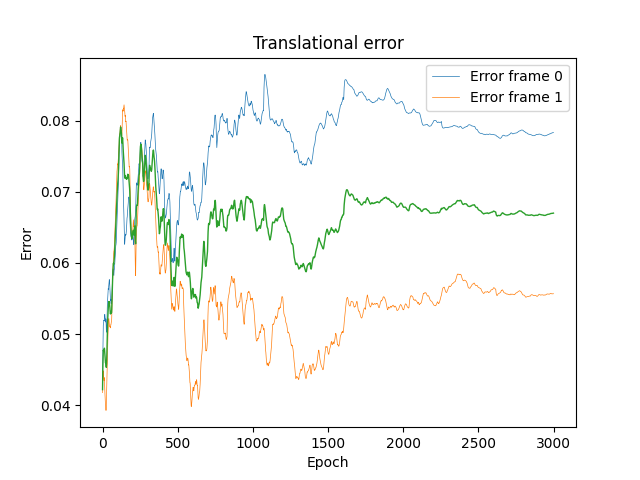 Translational error
Error frame 0
Error frame 1
0.08
0.07
0.06
0.05
0.04
Error
0 500 1000 1500 2000 2500 3000
Epoch